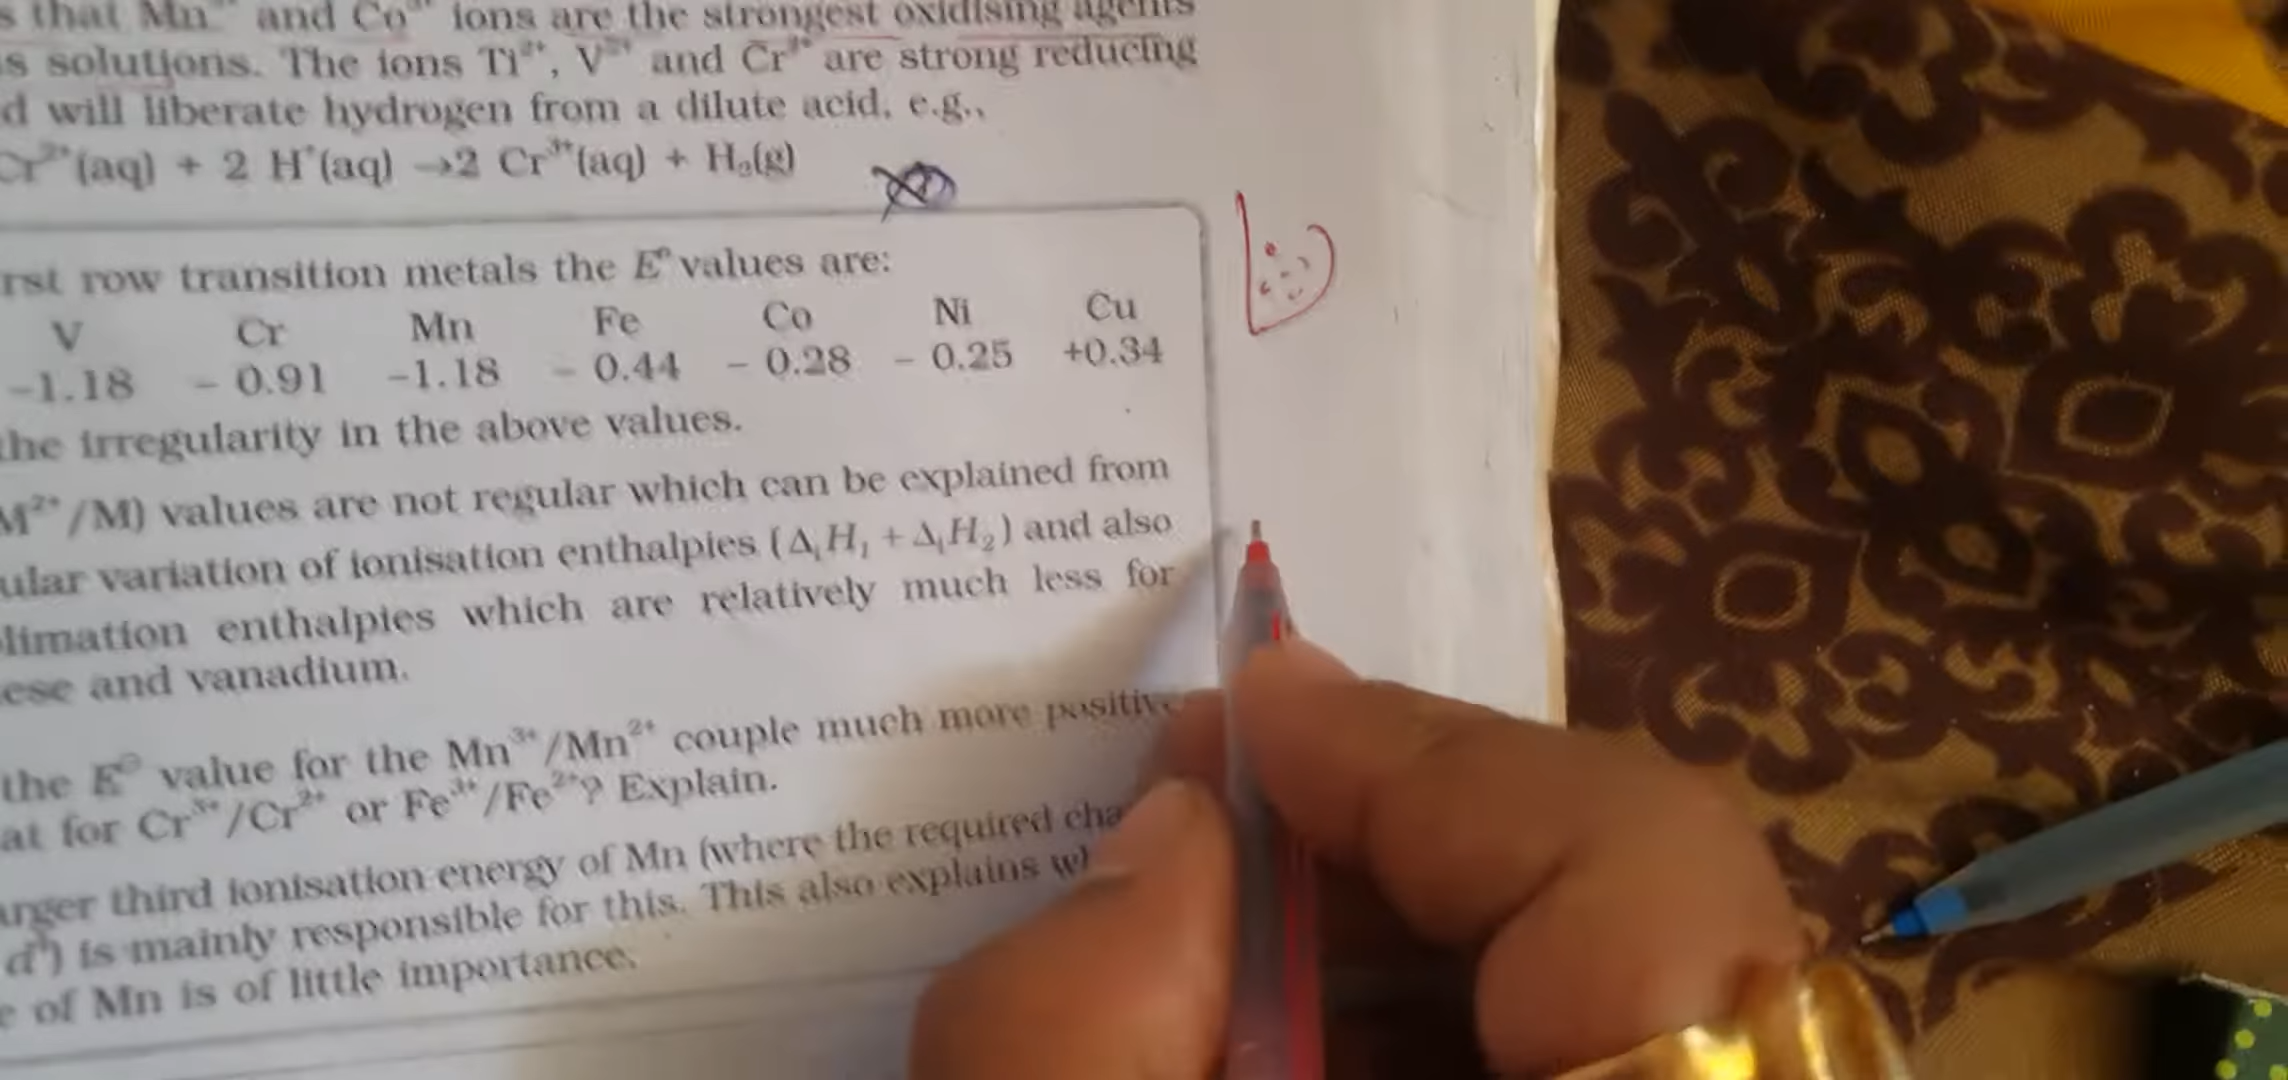 s that Mn³⁺ and Co³⁺ ions are the strongest oxidising agents
s solutions. The ions Ti²⁺, V²⁺ and Cr²⁺ are strong reducing
d will liberate hydrogen from a dilute acid, e.g.,
Cr²⁺(aq) + 2 H⁺(aq) →2 Cr³⁺(aq) + H₂(g)
rst row transition metals the E° values are:
V Cr Mn Fe Co Ni Cu
–1.18 – 0.91 –1.18 – 0.44 – 0.28 – 0.25 +0.34
the irregularity in the above values.
M²⁺/M) values are not regular which can be explained from
ular variation of ionisation enthalpies (ΔᵢH₁ + ΔᵢH₂) and also
limation enthalpies which are relatively much less for
ese and vanadium.
the E⊖ value for the Mn³⁺/Mn²⁺ couple much more positive
at for Cr³⁺/Cr²⁺ or Fe³⁺/Fe²⁺? Explain.
arger third ionisation energy of Mn (where the required cha
) is mainly responsible for this. This also explains wh
e of Mn is of little importance.